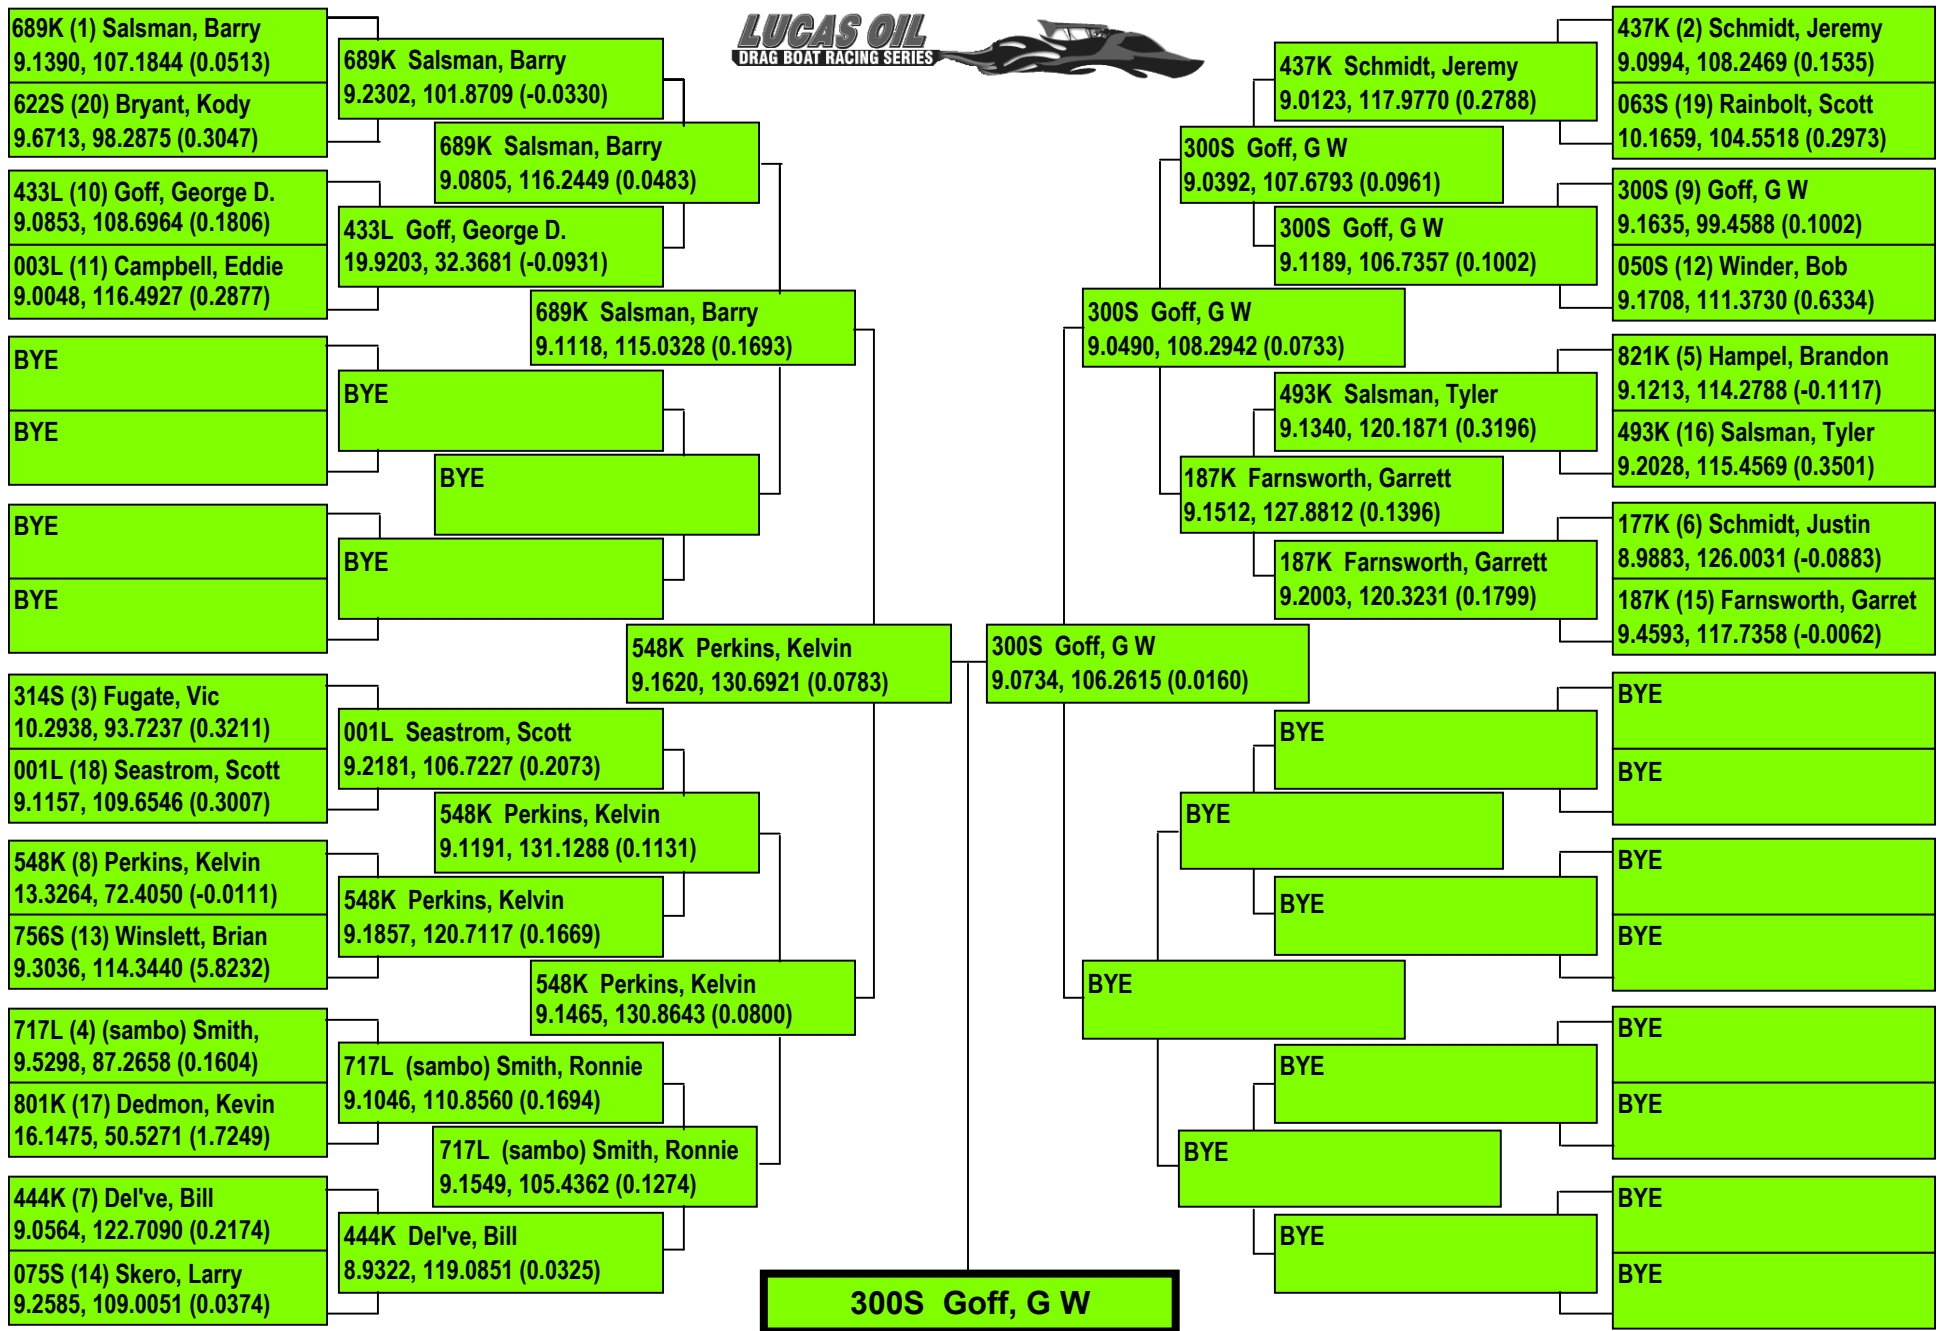 LUCAS OIL
DRAG BOAT RACING SERIES
689K (1) Salsman, Barry
9.1390, 107.1844 (0.0513)
622S (20) Bryant, Kody
9.6713, 98.2875 (0.3047)
433L (10) Goff, George D.
9.0853, 108.6964 (0.1806)
003L (11) Campbell, Eddie
9.0048, 116.4927 (0.2877)
BYE
BYE
BYE
BYE
314S (3) Fugate, Vic
10.2938, 93.7237 (0.3211)
001L (18) Seastrom, Scott
9.1157, 109.6546 (0.3007)
548K (8) Perkins, Kelvin
13.3264, 72.4050 (-0.0111)
756S (13) Winslett, Brian
9.3036, 114.3440 (5.8232)
717L (4) (sambo) Smith,
9.5298, 87.2658 (0.1604)
801K (17) Dedmon, Kevin
16.1475, 50.5271 (1.7249)
444K (7) Del've, Bill
9.0564, 122.7090 (0.2174)
075S (14) Skero, Larry
9.2585, 109.0051 (0.0374)
689K Salsman, Barry
9.2302, 101.8709 (-0.0330)
433L Goff, George D.
19.9203, 32.3681 (-0.0931)
BYE
BYE
001L Seastrom, Scott
9.2181, 106.7227 (0.2073)
548K Perkins, Kelvin
9.1857, 120.7117 (0.1669)
717L (sambo) Smith, Ronnie
9.1046, 110.8560 (0.1694)
444K Del've, Bill
8.9322, 119.0851 (0.0325)
689K Salsman, Barry
9.0805, 116.2449 (0.0483)
BYE
548K Perkins, Kelvin
9.1191, 131.1288 (0.1131)
717L (sambo) Smith, Ronnie
9.1549, 105.4362 (0.1274)
689K Salsman, Barry
9.1118, 115.0328 (0.1693)
548K Perkins, Kelvin
9.1465, 130.8643 (0.0800)
548K Perkins, Kelvin
9.1620, 130.6921 (0.0783)
300S Goff, G W
9.0734, 106.2615 (0.0160)
300S Goff, G W
9.0490, 108.2942 (0.0733)
BYE
300S Goff, G W
9.0392, 107.6793 (0.0961)
187K Farnsworth, Garrett
9.1512, 127.8812 (0.1396)
BYE
BYE
437K Schmidt, Jeremy
9.0123, 117.9770 (0.2788)
300S Goff, G W
9.1189, 106.7357 (0.1002)
493K Salsman, Tyler
9.1340, 120.1871 (0.3196)
187K Farnsworth, Garrett
9.2003, 120.3231 (0.1799)
BYE
BYE
BYE
BYE
437K (2) Schmidt, Jeremy
9.0994, 108.2469 (0.1535)
063S (19) Rainbolt, Scott
10.1659, 104.5518 (0.2973)
300S (9) Goff, G W
9.1635, 99.4588 (0.1002)
050S (12) Winder, Bob
9.1708, 111.3730 (0.6334)
821K (5) Hampel, Brandon
9.1213, 114.2788 (-0.1117)
493K (16) Salsman, Tyler
9.2028, 115.4569 (0.3501)
177K (6) Schmidt, Justin
8.9883, 126.0031 (-0.0883)
187K (15) Farnsworth, Garret
9.4593, 117.7358 (-0.0062)
BYE
BYE
BYE
BYE
BYE
BYE
BYE
BYE
300S Goff, G W